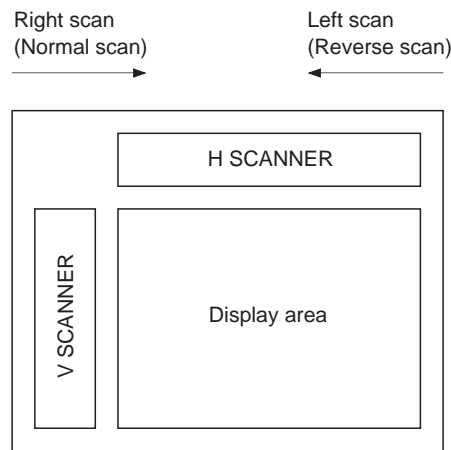 Right scan
(Normal scan)
Left scan
(Reverse scan)
H SCANNER
V SCANNER
Display area